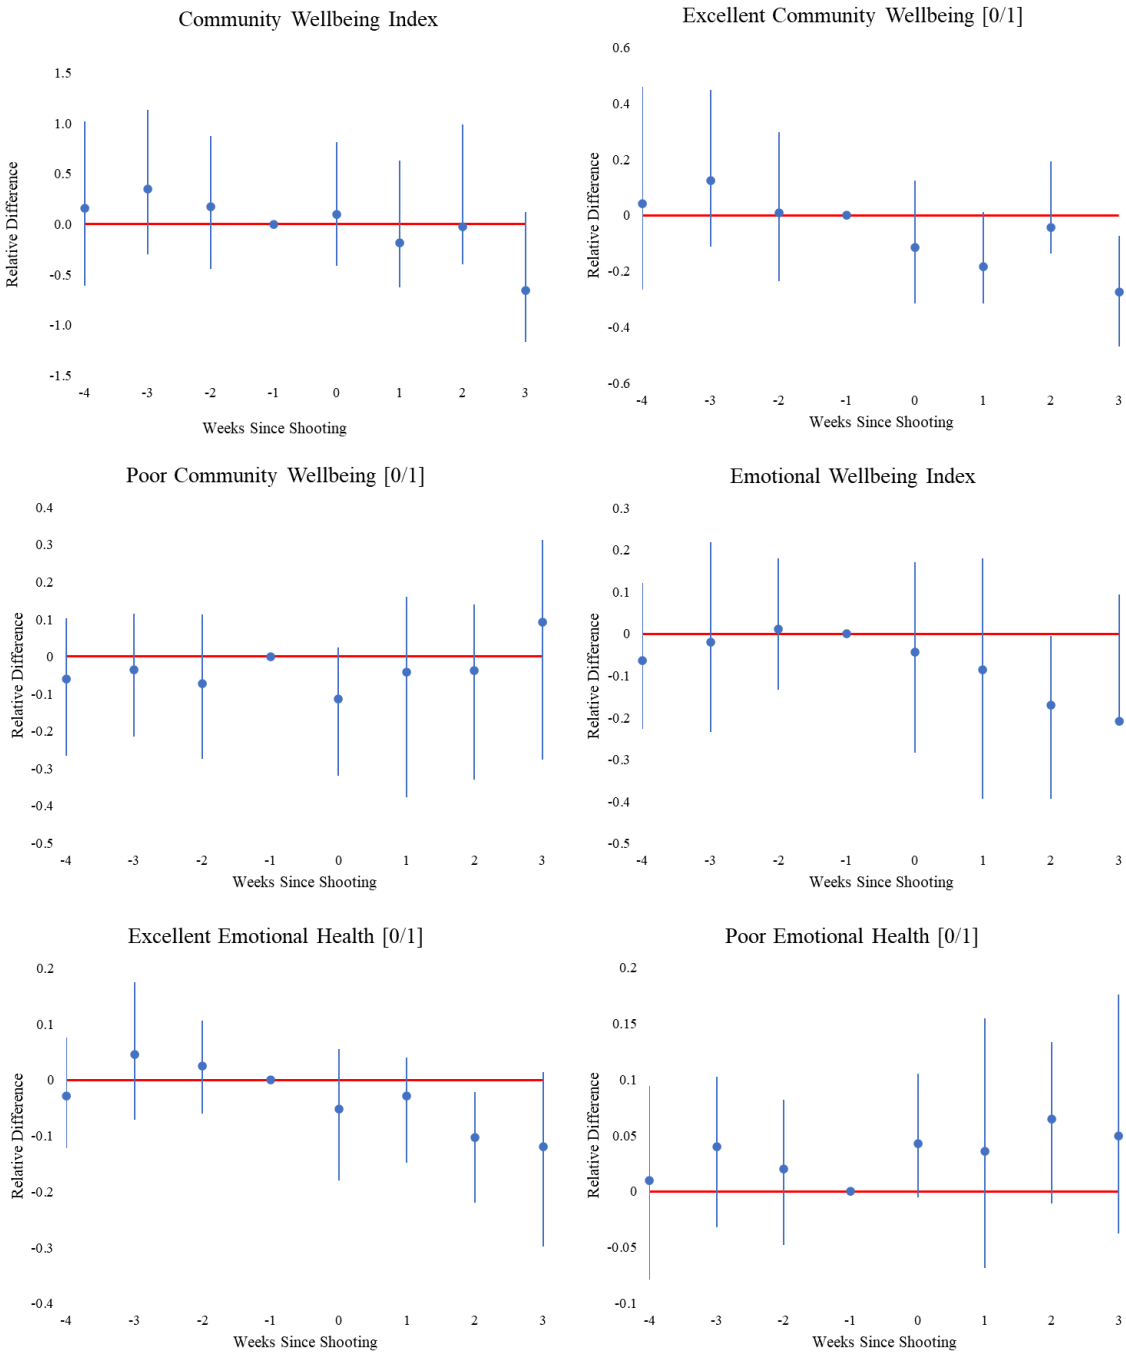 Community Wellbeing Index
1.5
1.0
0.5
0.0
-0.5
-1.0
-1.5
Relative Difference
-4 -3 -2 -1 0 1 2 3
Weeks Since Shooting
Excellent Community Wellbeing [0/1]
0.6
0.4
0.2
0
-0.2
-0.4
-0.6
Relative Difference
-4 -3 -2 -1 0 1 2 3
Weeks Since Shooting
Poor Community Wellbeing [0/1]
0.4
0.3
0.2
0.1
0
-0.1
-0.2
-0.3
-0.4
-0.5
Relative Difference
-4 -3 -2 -1 0 1 2 3
Weeks Since Shooting
Emotional Wellbeing Index
0.3
0.2
0.1
0
-0.1
-0.2
-0.3
-0.4
-0.5
Relative Difference
-4 -3 -2 -1 0 1 2 3
Weeks Since Shooting
Excellent Emotional Health [0/1]
0.2
0.1
0
-0.1
-0.2
-0.3
-0.4
Relative Difference
-4 -3 -2 -1 0 1 2 3
Weeks Since Shooting
Poor Emotional Health [0/1]
0.2
0.15
0.1
0.05
0
-0.05
-0.1
Relative Difference
-4 -3 -2 -1 0 1 2 3
Weeks Since Shooting